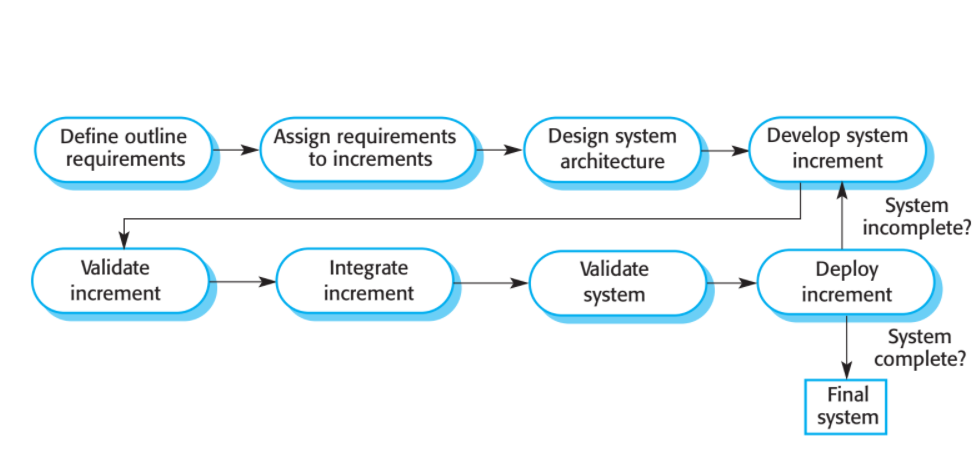 Define outline
requirements
Assign requirements
to increments
Design system
architecture
Develop system
increment
System
incomplete?
Validate
increment
Integrate
increment
Validate
system
Deploy
increment
System
complete?
Final
system